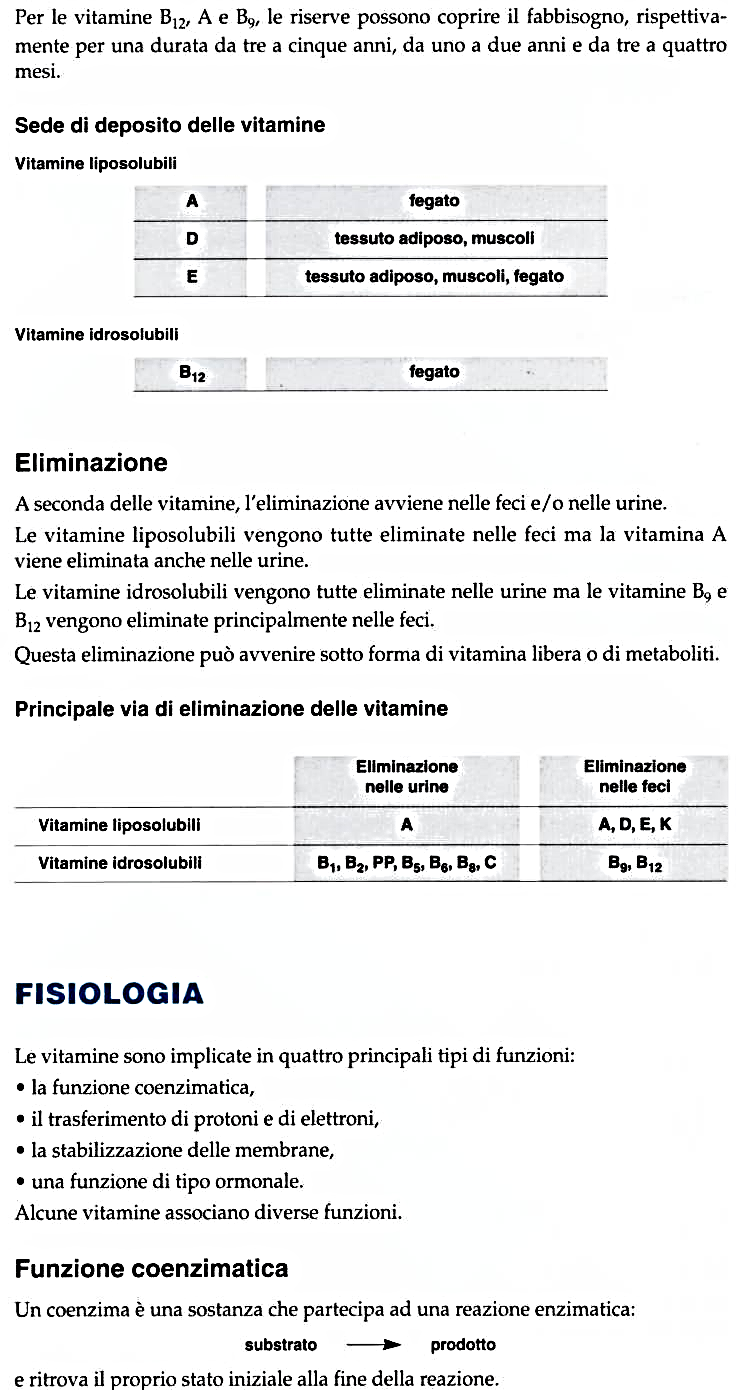 Per le vitamine B12, A e B9, le riserve possono coprire il fabbisogno, rispettiva-
mente per una durata da tre a cinque anni, da uno a due anni e da tre a quattro
mesi.
Sede di deposito delle vitamine
Vitamine liposolubili
A fegato
D tessuto adiposo, muscoli
E tessuto adiposo, muscoli, fegato
Vitamine idrosolubili
B12 fegato
Eliminazione
A seconda delle vitamine, l'eliminazione avviene nelle feci e/o nelle urine.
Le vitamine liposolubili vengono tutte eliminate nelle feci ma la vitamina A
viene eliminata anche nelle urine.
Le vitamine idrosolubili vengono tutte eliminate nelle urine ma le vitamine B9 e
B12 vengono eliminate principalmente nelle feci.
Questa eliminazione può avvenire sotto forma di vitamina libera o di metaboliti.
Principale via di eliminazione delle vitamine
Eliminazione Eliminazione
nelle urine nelle feci
Vitamine liposolubili A A, D, E, K
Vitamine idrosolubili B1, B2, PP, B5, B6, B8, C B9, B12
FISIOLOGIA
Le vitamine sono implicate in quattro principali tipi di funzioni:
• la funzione coenzimatica,
• il trasferimento di protoni e di elettroni,
• la stabilizzazione delle membrane,
• una funzione di tipo ormonale.
Alcune vitamine associano diverse funzioni.
Funzione coenzimatica
Un coenzima è una sostanza che partecipa ad una reazione enzimatica:
substrato → prodotto
e ritrova il proprio stato iniziale alla fine della reazione.